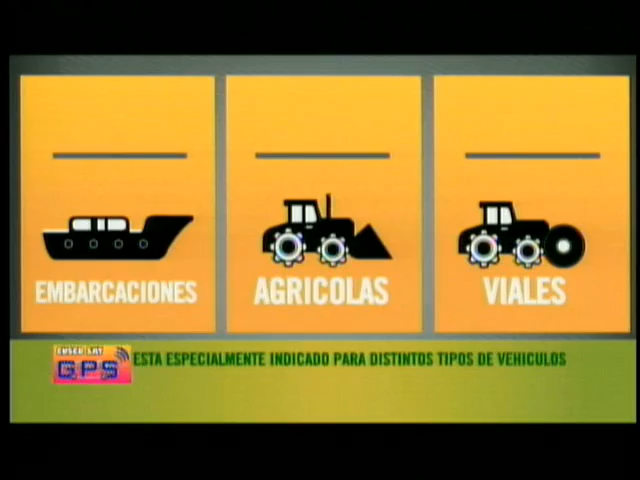 EMBARCACIONES
AGRICOLAS
VIALES
GPS
ESTA ESPECIALMENTE INDICADO PARA DISTINTOS TIPOS DE VEHICULOS